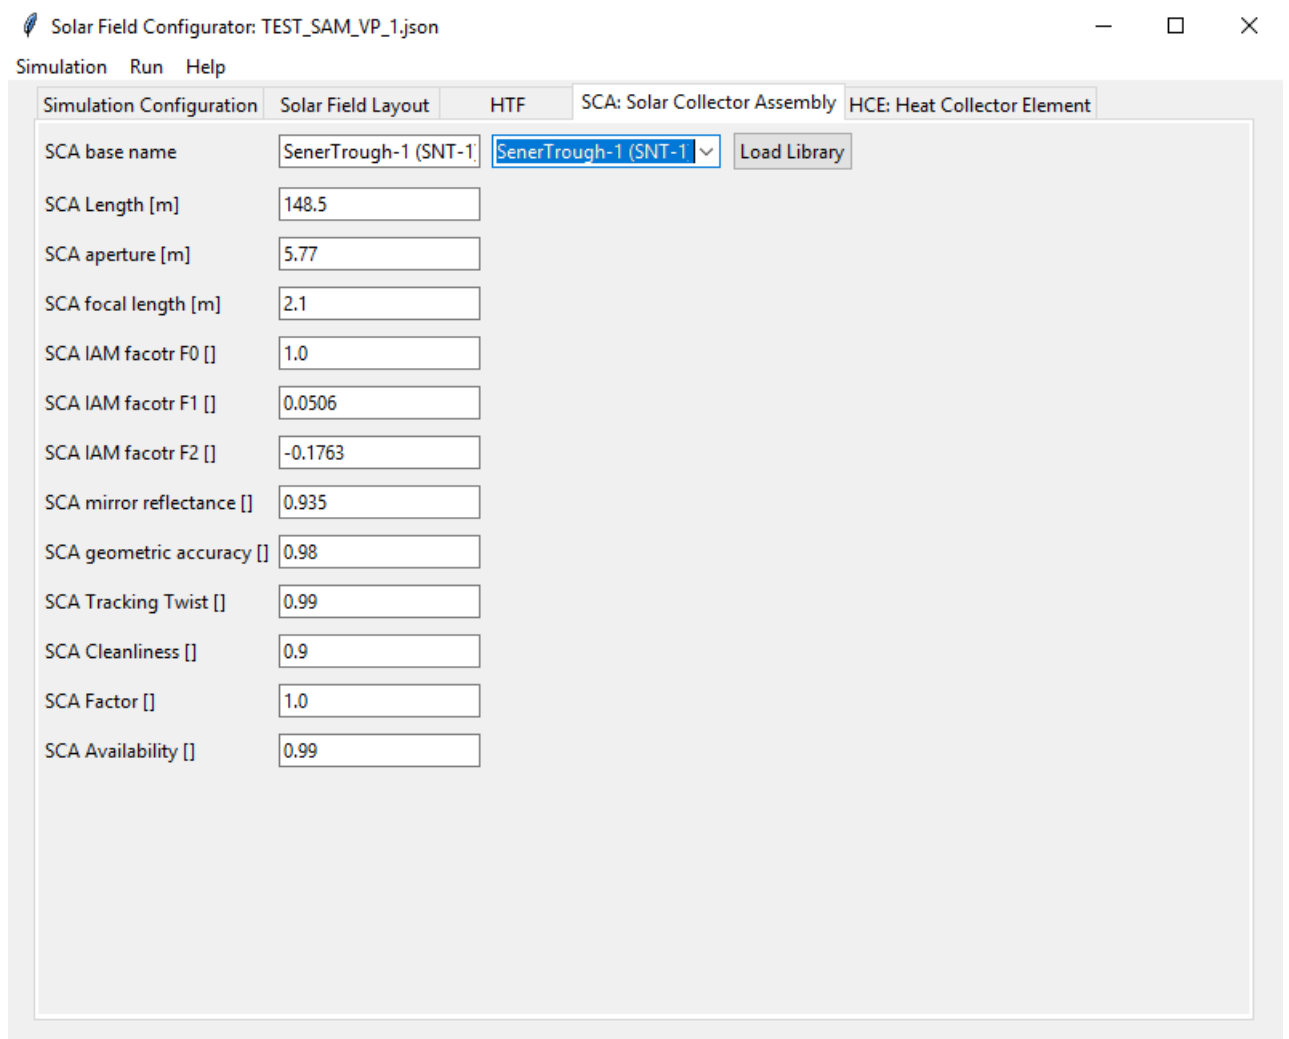 Solar Field Configurator: TEST_SAM_VP_1.json
Simulation Run Help
Simulation Configuration Solar Field Layout HTF SCA: Solar Collector Assembly HCE: Heat Collector Element
SCA base name SenerTrough-1 (SNT-1) SenerTrough-1 (SNT-1 Load Library
SCA Length [m] 148.5
SCA aperture [m] 5.77
SCA focal length [m] 2.1
SCA IAM facotr F0 [] 1.0
SCA IAM facotr F1 [] 0.0506
SCA IAM facotr F2 [] -0.1763
SCA mirror reflectance [] 0.935
SCA geometric accuracy [] 0.98
SCA Tracking Twist [] 0.99
SCA Cleanliness [] 0.9
SCA Factor [] 1.0
SCA Availability [] 0.99